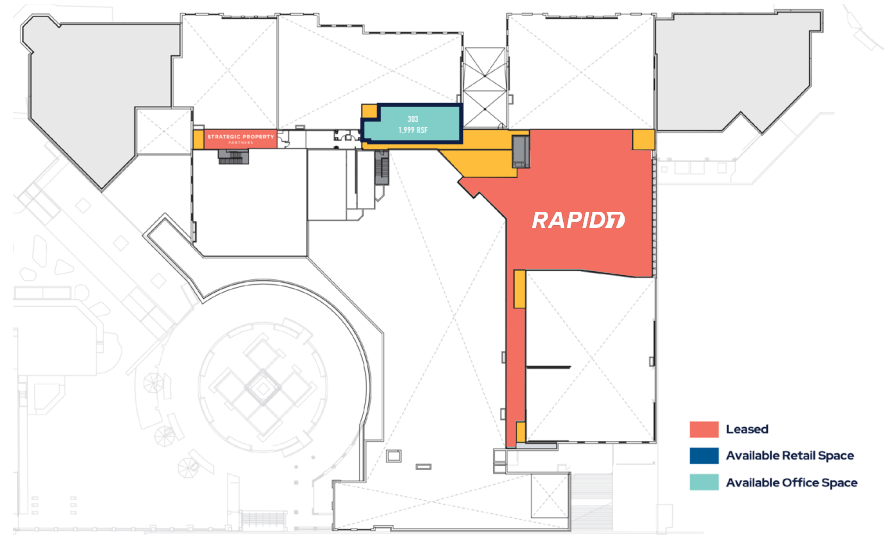 303
1,999 RSF
STRATEGIC PROPERTY
PARTNERS
RAPID7
Leased
Available Retail Space
Available Office Space